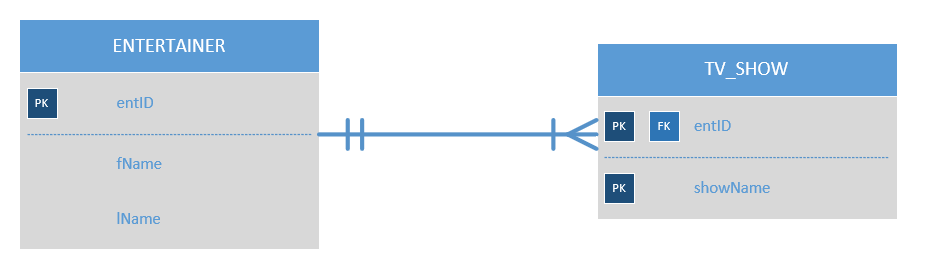 ENTERTAINER
PK entID
fName
lName
TV_SHOW
PK FK entID
PK showName